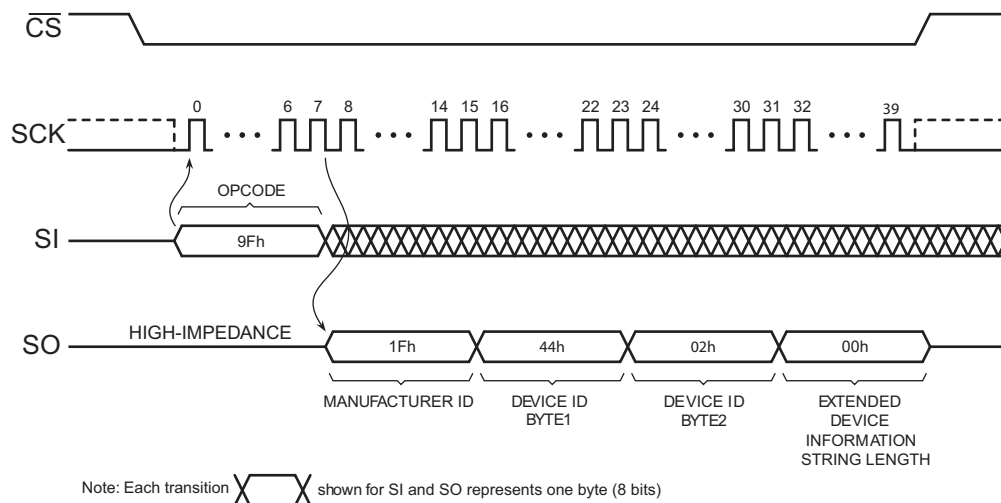 CS
0 6 7 8 14 15 16 22 23 24 30 31 32 39
SCK
OPCODE
SI
9Fh
HIGH-IMPEDANCE
SO
1Fh 44h 02h 00h
MANUFACTURER ID
DEVICE ID
BYTE1
DEVICE ID
BYTE2
EXTENDED
DEVICE
INFORMATION
STRING LENGTH
Note: Each transition shown for SI and SO represents one byte (8 bits)